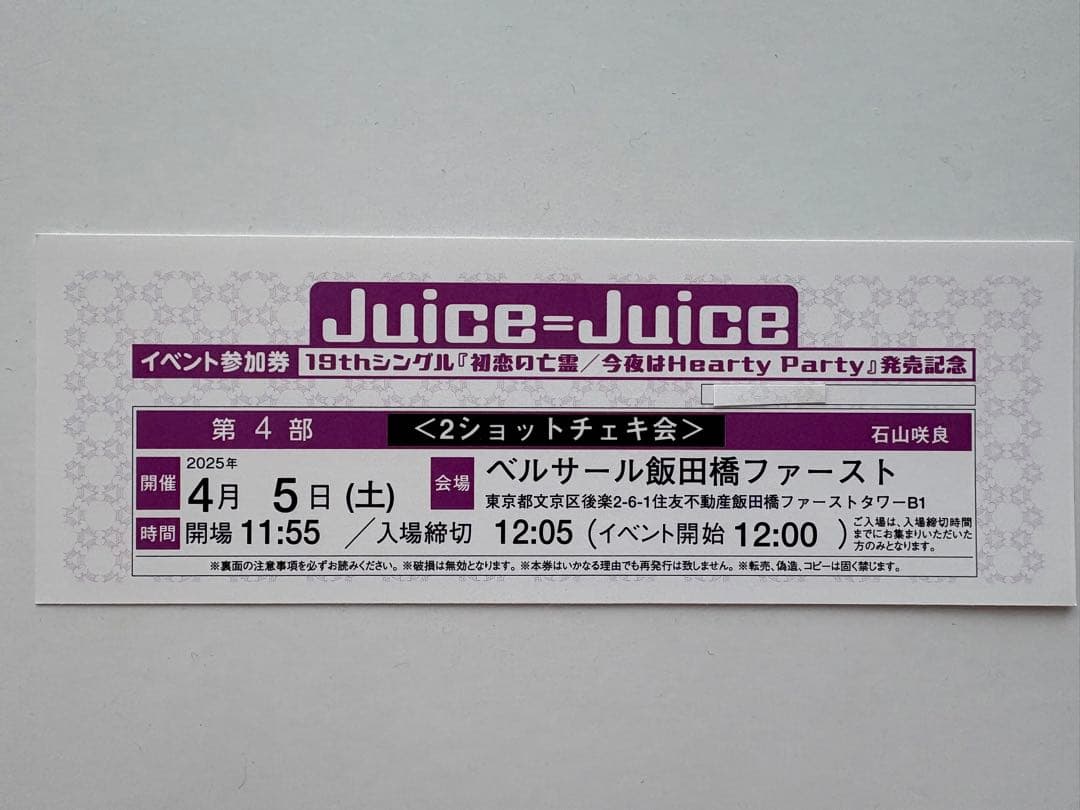 Juice=Juice
イベント参加券 19thシングル『初恋の亡霊／今夜はHearty Party』発売記念
第 4 部 <2ショットチェキ会> 石山咲良
開催 2025年 4月 5日 (土) 会場 ベルサール飯田橋ファースト
東京都文京区後楽2-6-1住友不動産飯田橋ファーストタワーB1
時間 開場 11:55 ／入場締切 12:05 (イベント開始 12:00 )
ご入場は、入場締切時間
までにお集まりいただいた
方のみとなります。
※裏面の注意事項を必ずお読みください。※破損は無効となります。※本券はいかなる理由でも再発行は致しません。※転売、偽造、コピーは固く禁じます。